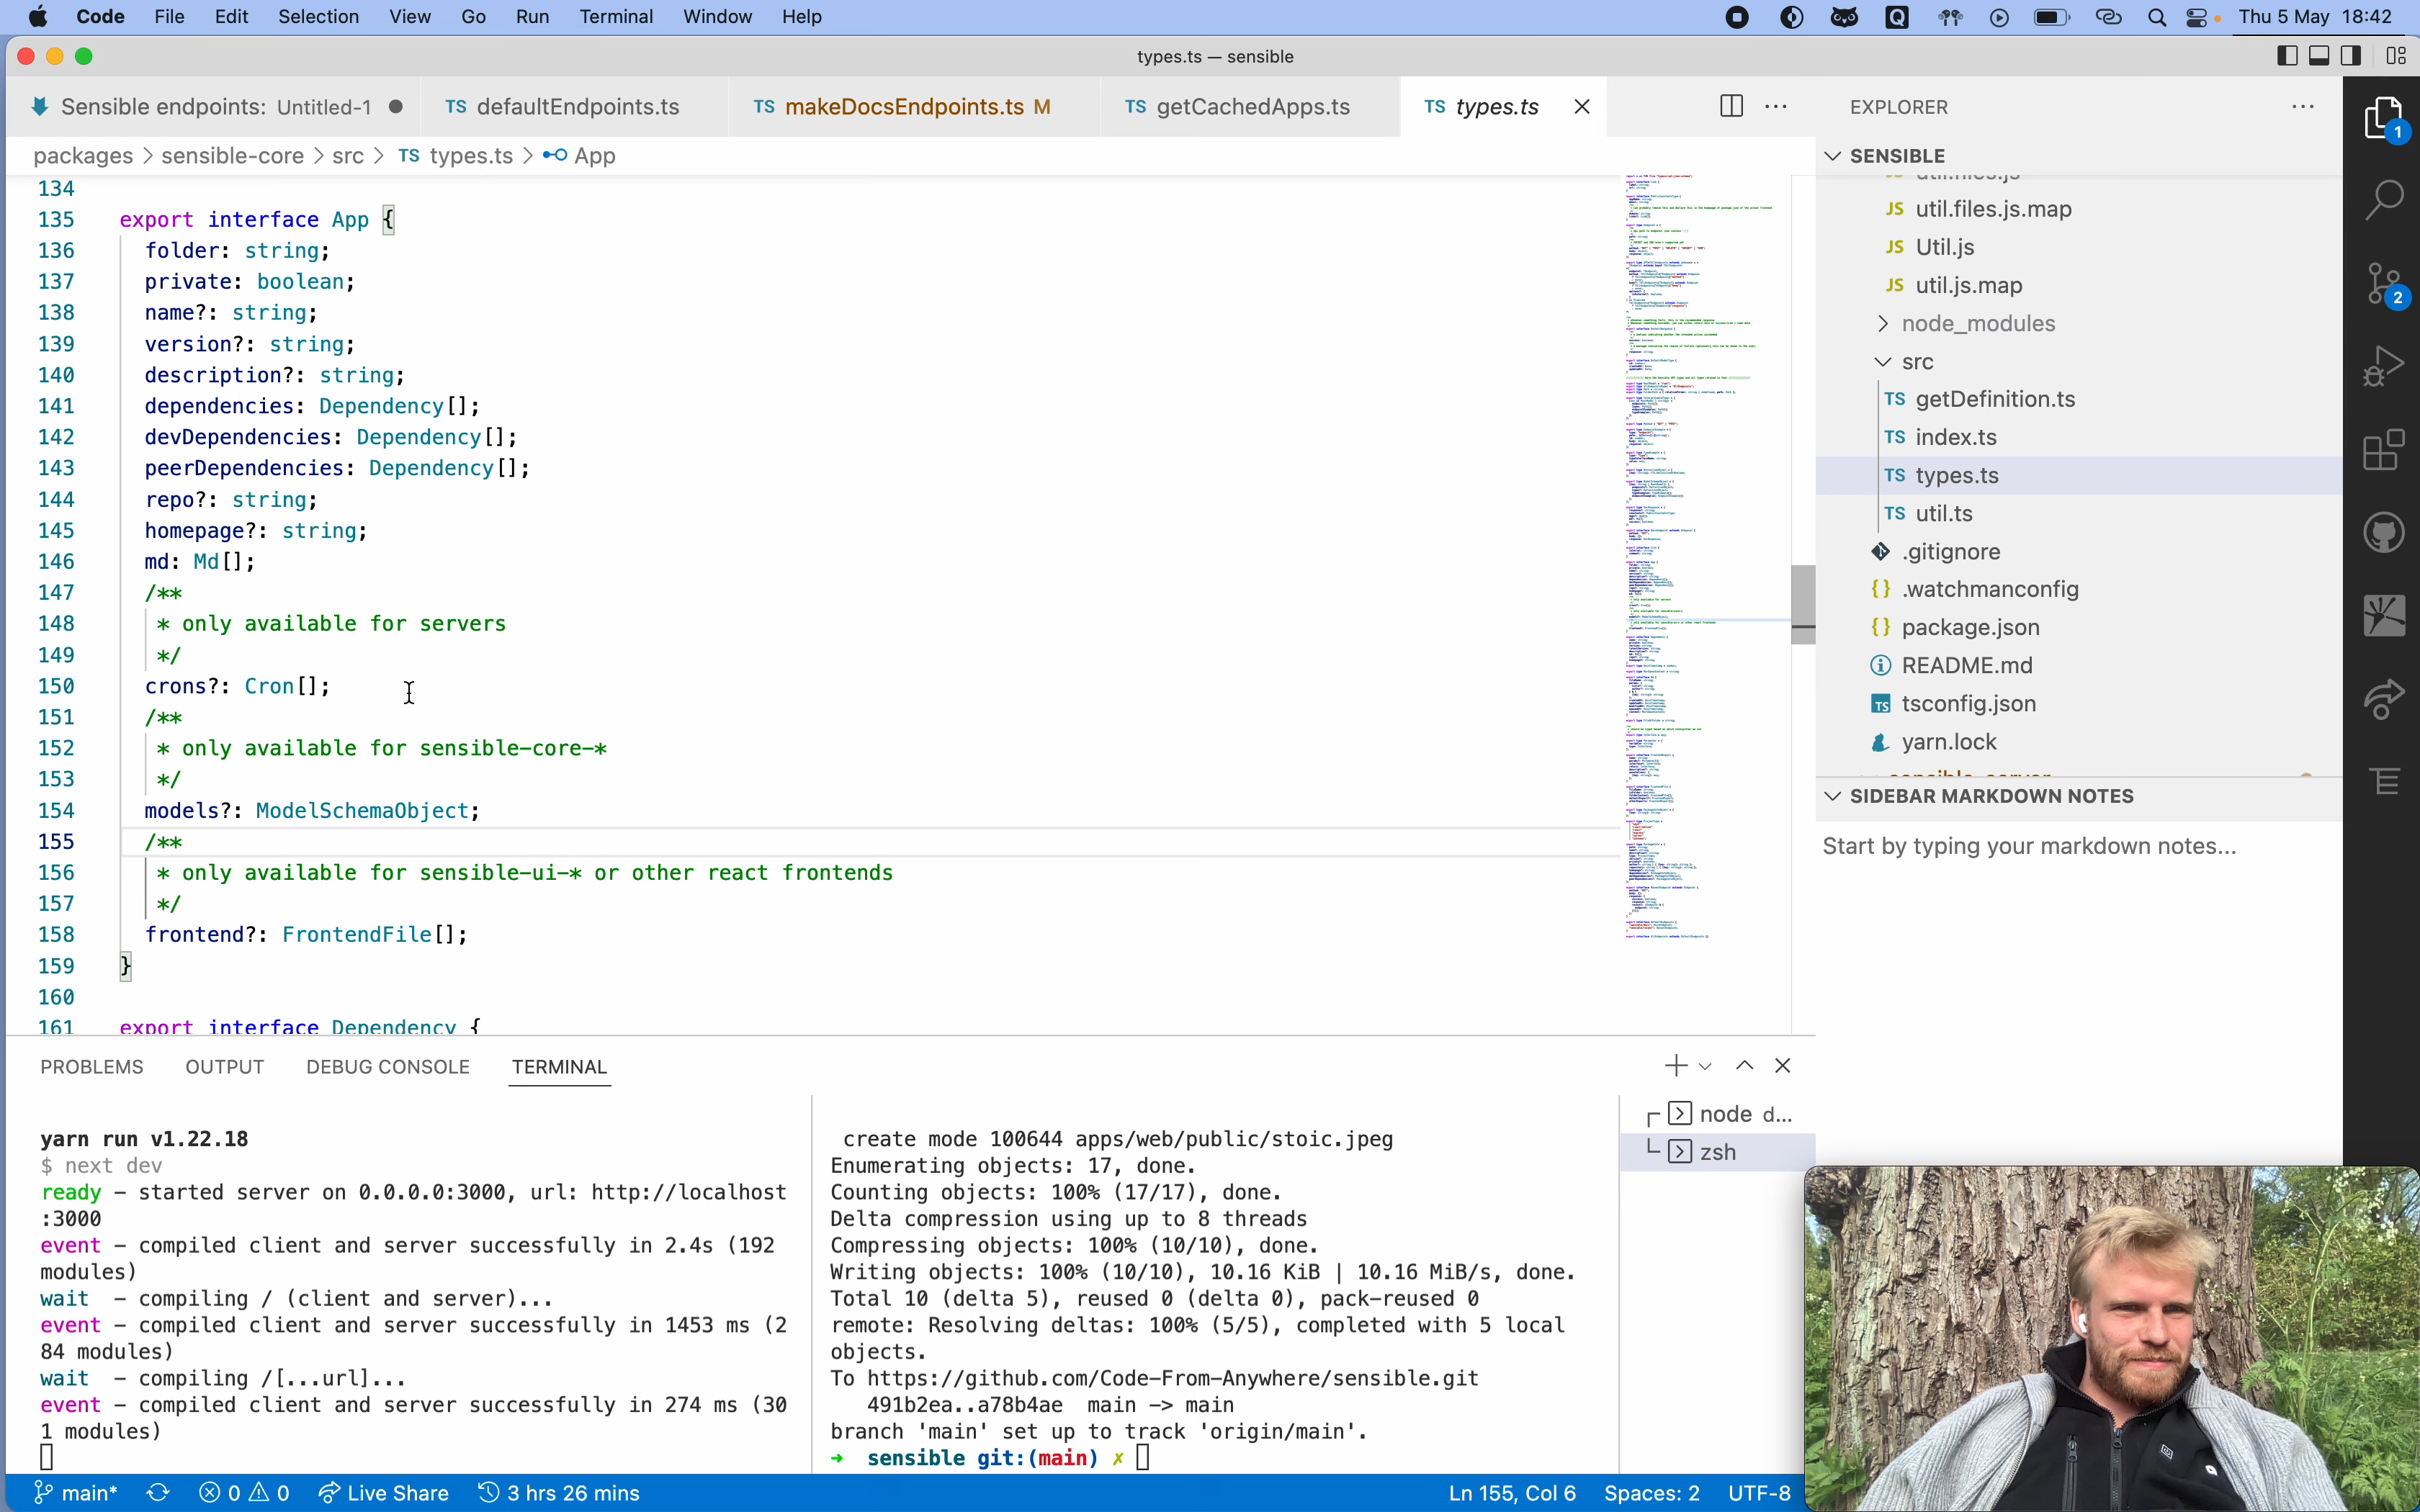 Code File Edit Selection View Go Run Terminal Window Help Thu 5 May 18:42
types.ts — sensible
Sensible endpoints: Untitled-1 TS defaultEndpoints.ts TS makeDocsEndpoints.ts M TS getCachedApps.ts TS types.ts
packages > sensible-core > src > TS types.ts > App
134
135 export interface App {
136 folder: string;
137 private: boolean;
138 name?: string;
139 version?: string;
140 description?: string;
141 dependencies: Dependency[];
142 devDependencies: Dependency[];
143 peerDependencies: Dependency[];
144 repo?: string;
145 homepage?: string;
146 md: Md[];
147 /**
148 * only available for servers
149 */
150 crons?: Cron[];
151 /**
152 * only available for sensible-core-*
153 */
154 models?: ModelSchemaObject;
155 /**
156 * only available for sensible-ui-* or other react frontends
157 */
158 frontend?: FrontendFile[];
159 }
160
161 export interface Dependency {
EXPLORER
SENSIBLE
JS util.files.js
JS util.files.js.map
JS Util.js
JS util.js.map
node_modules
src
TS getDefinition.ts
TS index.ts
TS types.ts
TS util.ts
.gitignore
{} .watchmanconfig
{} package.json
README.md
TS tsconfig.json
yarn.lock
SIDEBAR MARKDOWN NOTES
Start by typing your markdown notes...
1
2
PROBLEMS OUTPUT DEBUG CONSOLE TERMINAL
yarn run v1.22.18
$ next dev
ready - started server on 0.0.0.0:3000, url: http://localhost
:3000
event - compiled client and server successfully in 2.4s (192
modules)
wait - compiling / (client and server)...
event - compiled client and server successfully in 1453 ms (2
84 modules)
wait - compiling /[...url]...
event - compiled client and server successfully in 274 ms (30
1 modules)
create mode 100644 apps/web/public/stoic.jpeg
Enumerating objects: 17, done.
Counting objects: 100% (17/17), done.
Delta compression using up to 8 threads
Compressing objects: 100% (10/10), done.
Writing objects: 100% (10/10), 10.16 KiB | 10.16 MiB/s, done.
Total 10 (delta 5), reused 0 (delta 0), pack-reused 0
remote: Resolving deltas: 100% (5/5), completed with 5 local
objects.
To https://github.com/Code-From-Anywhere/sensible.git
491b2ea..a78b4ae main -> main
branch 'main' set up to track 'origin/main'.
→ sensible git:(main) ✗
node d...
zsh
main* 0 0 Live Share 3 hrs 26 mins Ln 155, Col 6 Spaces: 2 UTF-8